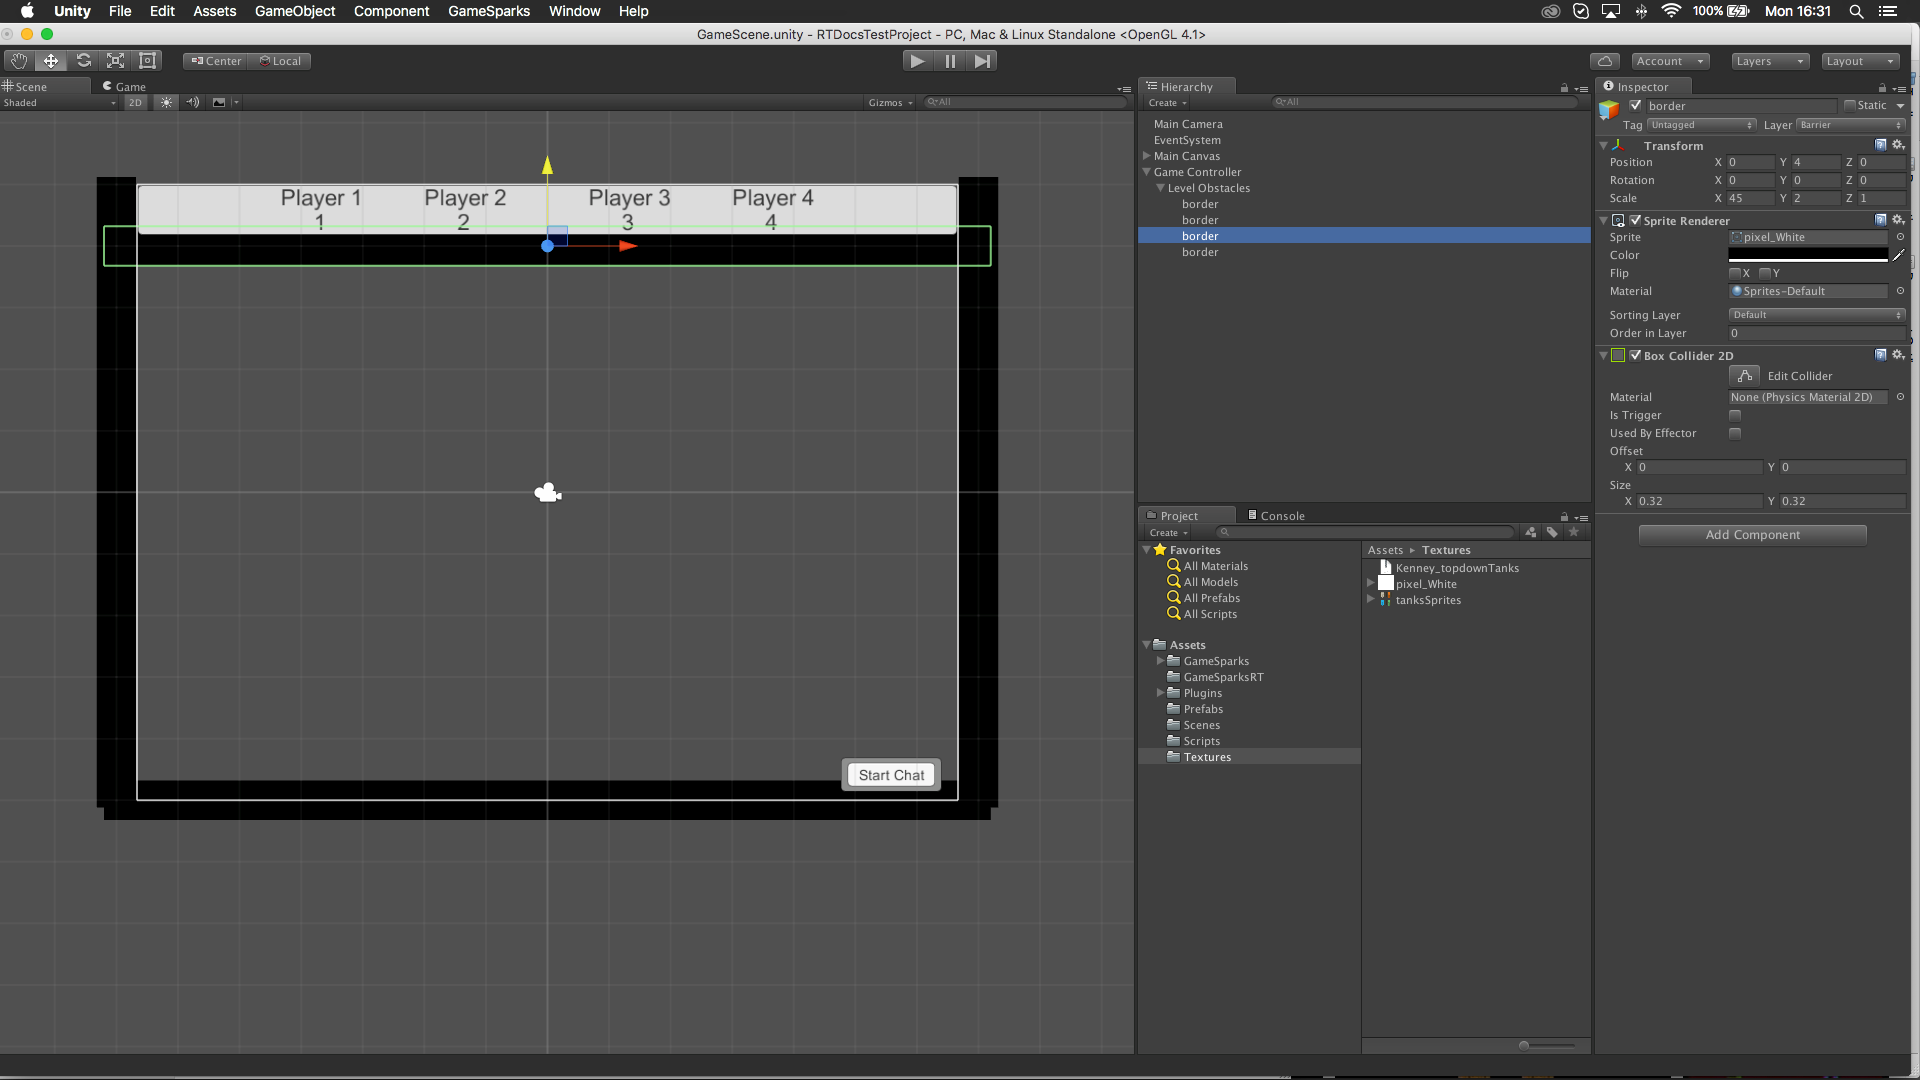 Unity File Edit Assets GameObject Component GameSparks Window Help 100% Mon 16:31
GameScene.unity - RTDocsTestProject - PC, Mac & Linux Standalone <OpenGL 4.1>
Center Local Account Layers Layout
Scene Game
Shaded 2D Gizmos All
Player 1 Player 2 Player 3 Player 4
1 2 3 4
Start Chat
Hierarchy
Create All
Main Camera
EventSystem
Main Canvas
Game Controller
Level Obstacles
border
border
border
border
Project Console
Create
Favorites
All Materials
All Models
All Prefabs
All Scripts
Assets
GameSparks
GameSparksRT
Plugins
Prefabs
Scenes
Scripts
Textures
Assets ▸ Textures
Kenney_topdownTanks
pixel_White
tanksSprites
Inspector
border Static
Tag Untagged Layer Barrier
Transform
Position X 0 Y 4 Z 0
Rotation X 0 Y 0 Z 0
Scale X 45 Y 2 Z 1
Sprite Renderer
Sprite pixel_White
Color
Flip X Y
Material Sprites-Default
Sorting Layer Default
Order in Layer 0
Box Collider 2D
Edit Collider
Material None (Physics Material 2D)
Is Trigger
Used By Effector
Offset
X 0 Y 0
Size
X 0.32 Y 0.32
Add Component